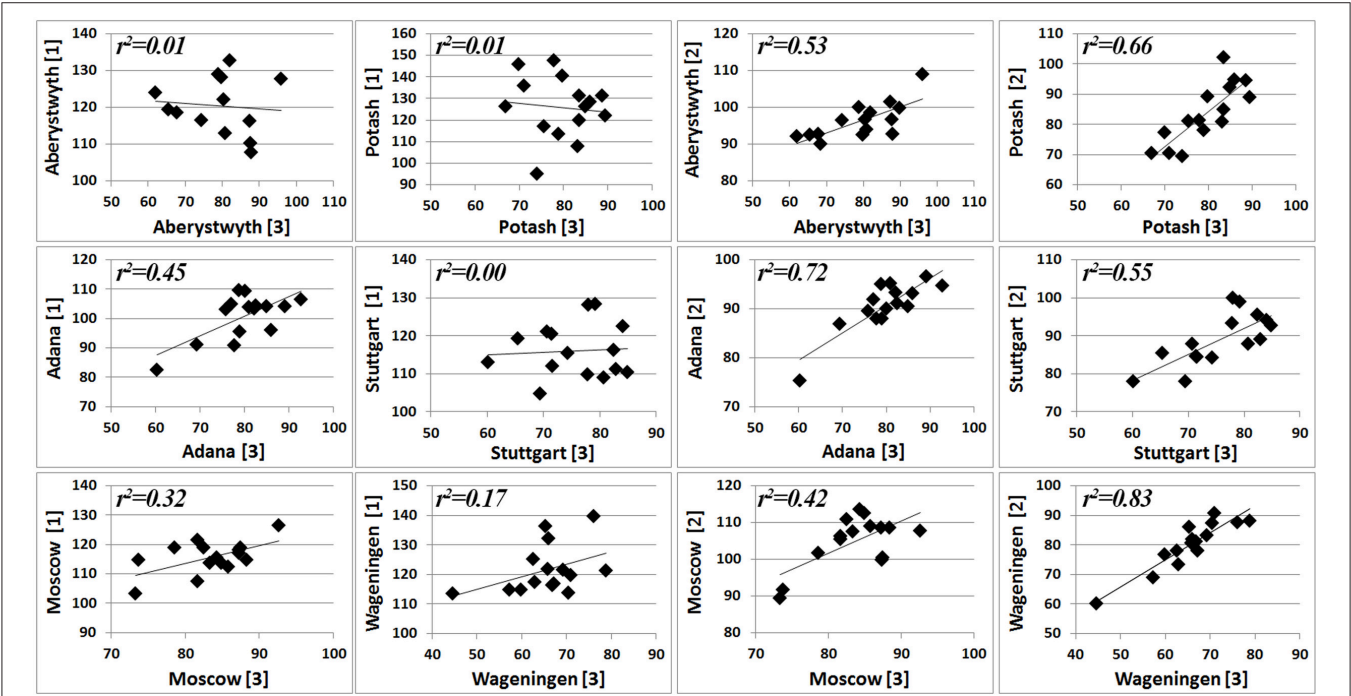 r²=0.01
140
130
120
110
100
50 60 70 80 90 100 110
Aberystwyth [1]
Aberystwyth [3]
r²=0.01
160
150
140
130
120
110
100
90
50 60 70 80 90 100
Potash [1]
Potash [3]
r²=0.53
120
110
100
90
80
50 60 70 80 90 100 110
Aberystwyth [2]
Aberystwyth [3]
r²=0.66
110
100
90
80
70
60
50 60 70 80 90 100
Potash [2]
Potash [3]
r²=0.45
120
110
100
90
80
70
50 60 70 80 90 100
Adana [1]
Adana [3]
r²=0.00
140
130
120
110
100
50 60 70 80 90
Stuttgart [1]
Stuttgart [3]
r²=0.72
100
90
80
70
50 60 70 80 90 100
Adana [2]
Adana [3]
r²=0.55
110
100
90
80
70
50 60 70 80 90
Stuttgart [2]
Stuttgart [3]
r²=0.32
140
130
120
110
100
90
70 80 90 100
Moscow [1]
Moscow [3]
r²=0.17
150
140
130
120
110
100
40 50 60 70 80 90
Wageningen [1]
Wageningen [3]
r²=0.42
120
110
100
90
80
70 80 90 100
Moscow [2]
Moscow [3]
r²=0.83
100
90
80
70
60
50
40 50 60 70 80 90
Wageningen [2]
Wageningen [3]